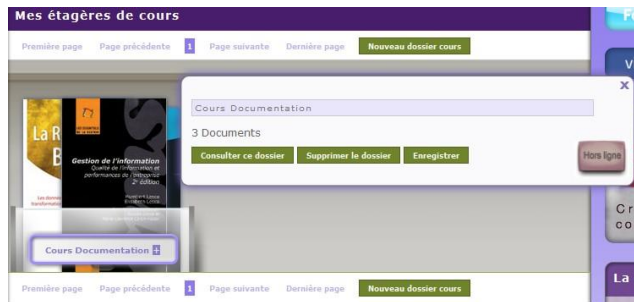 Mes étagères de cours
Première page Page précédente 1 Page suivante Dernière page Nouveau dossier cours
X
Cours Documentation
3 Documents
Consulter ce dossier Supprimer le dossier Enregistrer
Hors ligne
La R
B
Gestion de l'information
Qualité de l'information et
performances de l'entreprise
2e édition
Cours Documentation +
Première page Page précédente 1 Page suivante Dernière page Nouveau dossier cours
V
Cr
co
La